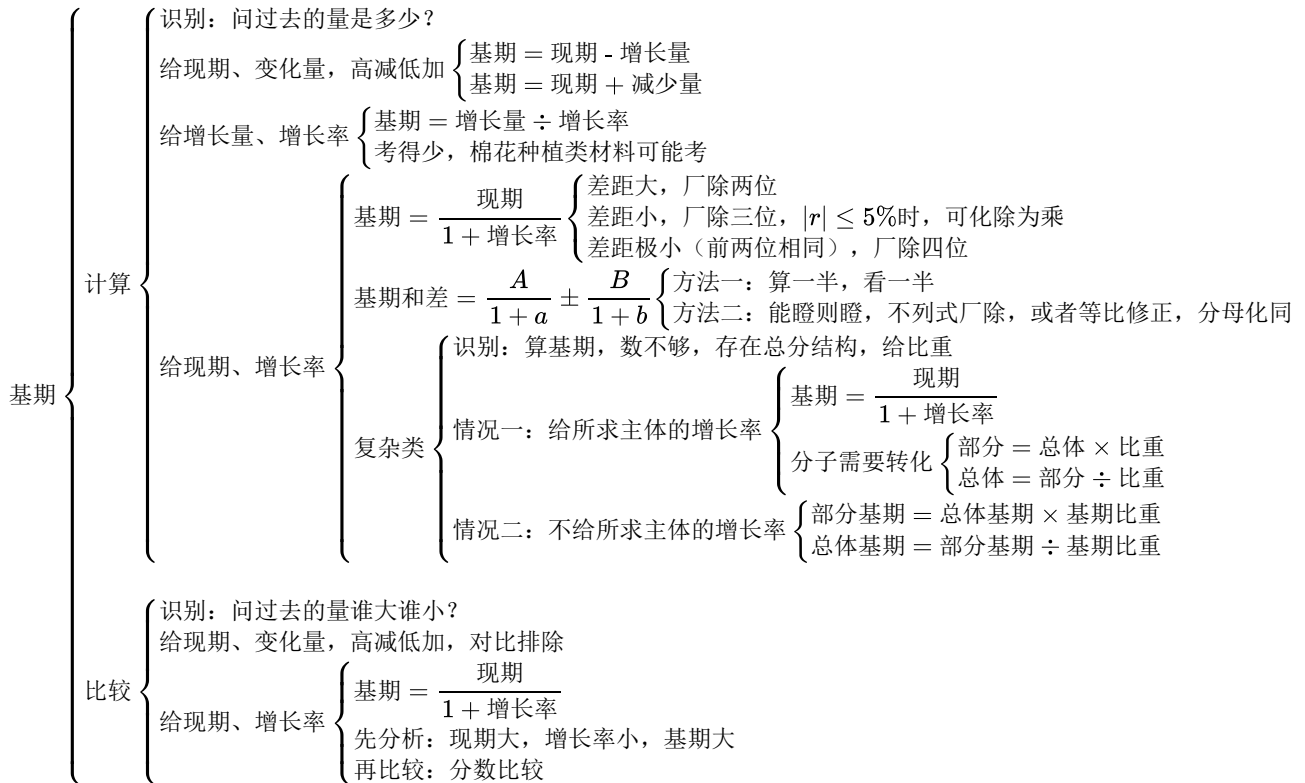 基期
计算
识别：问过去的量是多少？
给现期、变化量，高减低加
基期 = 现期 - 增长量
基期 = 现期 + 减少量
给增长量、增长率
基期 = 增长量 ÷ 增长率
考得少，棉花种植类材料可能考
给现期、增长率
基期 = 现期 / 1 + 增长率
差距大，厂除两位
差距小，厂除三位，|r| ≤ 5%时，可化除为乘
差距极小（前两位相同），厂除四位
基期和差 = A / 1 + a ± B / 1 + b
方法一：算一半，看一半
方法二：能瞪则瞪，不列式厂除，或者等比修正，分母化同
复杂类
识别：算基期，数不够，存在总分结构，给比重
情况一：给所求主体的增长率
基期 = 现期 / 1 + 增长率
分子需要转化
部分 = 总体 × 比重
总体 = 部分 ÷ 比重
情况二：不给所求主体的增长率
部分基期 = 总体基期 × 基期比重
总体基期 = 部分基期 ÷ 基期比重
比较
识别：问过去的量谁大谁小？
给现期、变化量，高减低加，对比排除
给现期、增长率
基期 = 现期 / 1 + 增长率
先分析：现期大，增长率小，基期大
再比较：分数比较